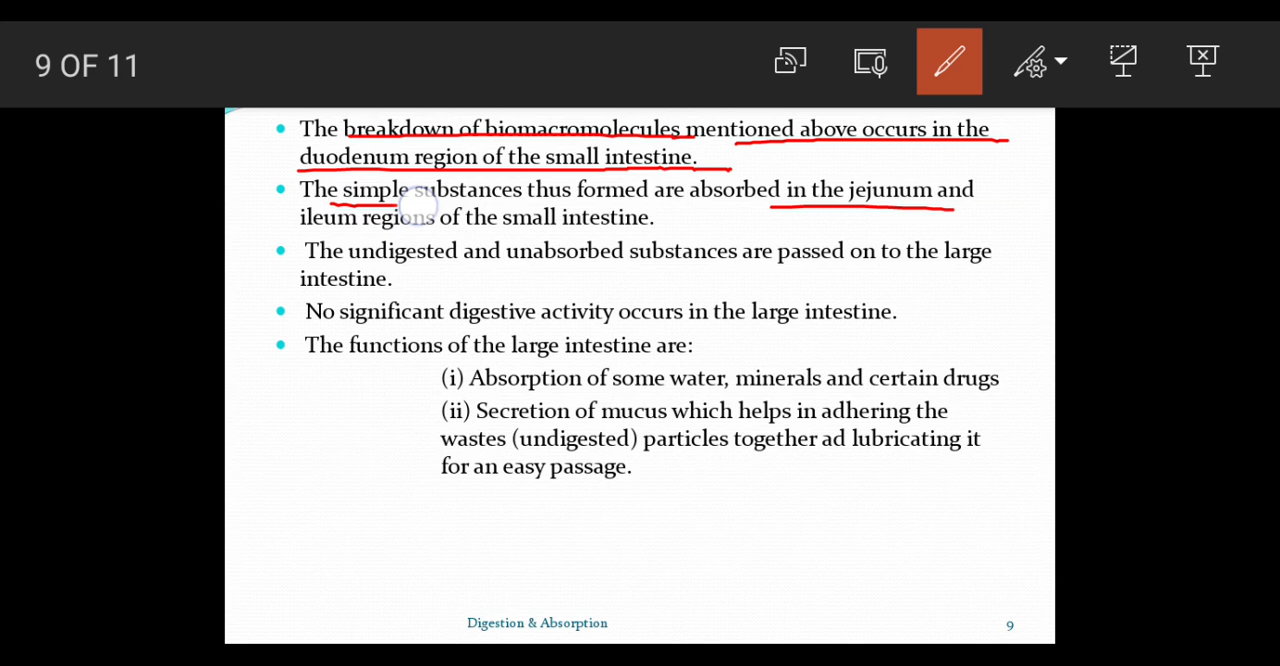 9 OF 11
• The breakdown of biomacromolecules mentioned above occurs in the
duodenum region of the small intestine.
• The simple substances thus formed are absorbed in the jejunum and
ileum regions of the small intestine.
• The undigested and unabsorbed substances are passed on to the large
intestine.
• No significant digestive activity occurs in the large intestine.
• The functions of the large intestine are:
(i) Absorption of some water, minerals and certain drugs
(ii) Secretion of mucus which helps in adhering the
wastes (undigested) particles together ad lubricating it
for an easy passage.
Digestion & Absorption 9